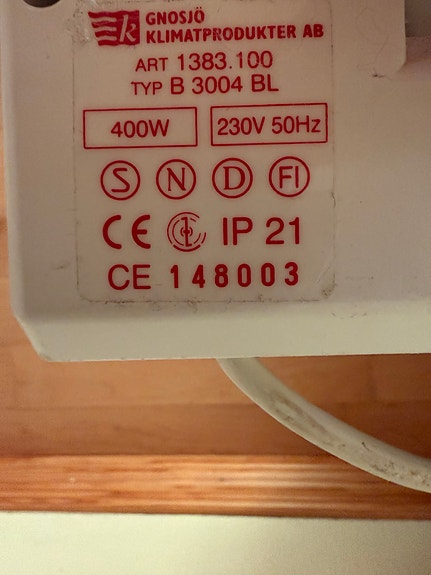 GNOSJÖ
KLIMATPRODUKTER AB
ART 1383.100
TYP B 3004 BL
400W 230V 50Hz
S N D FI
CE IP 21
CE 148003